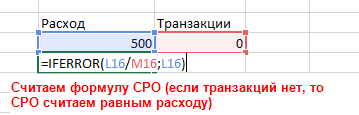 Расход Транзакции
500 0
=IFERROR(L16/M16;L16)
Считаем формулу CPO (если транзакций нет, то
CPO считаем равным расходу)